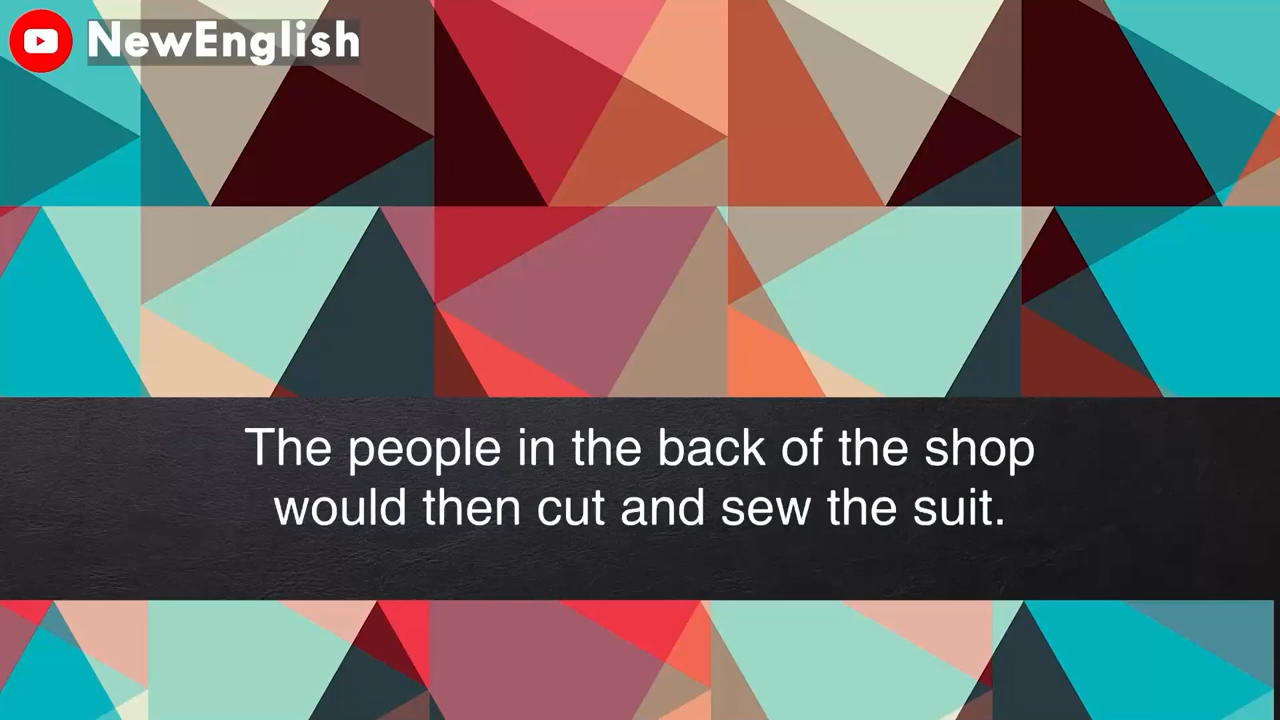 NewEnglish
The people in the back of the shop
would then cut and sew the suit.